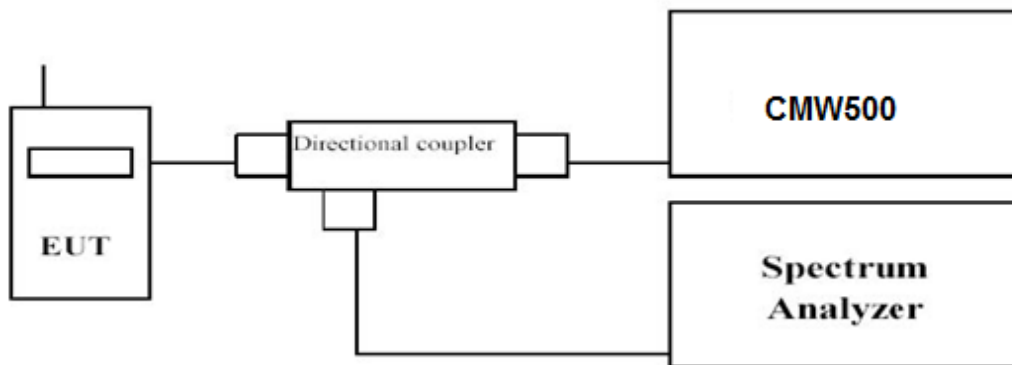 CMW500
Directional coupler
EUT
Spectrum
Analyzer